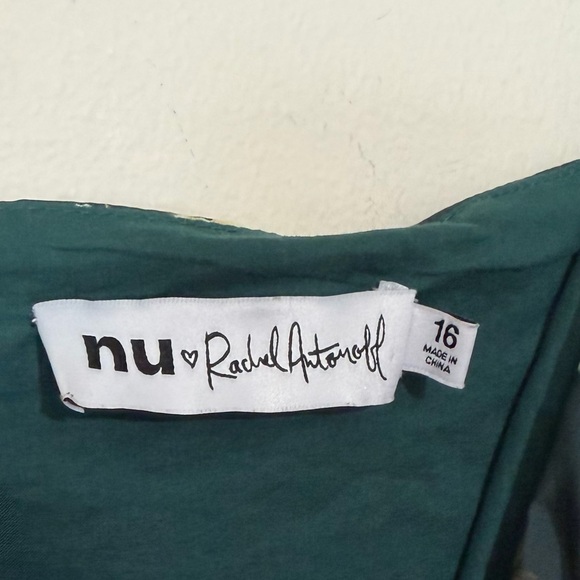 nu ♡ Rachel Antonoff
16
MADE IN
CHINA